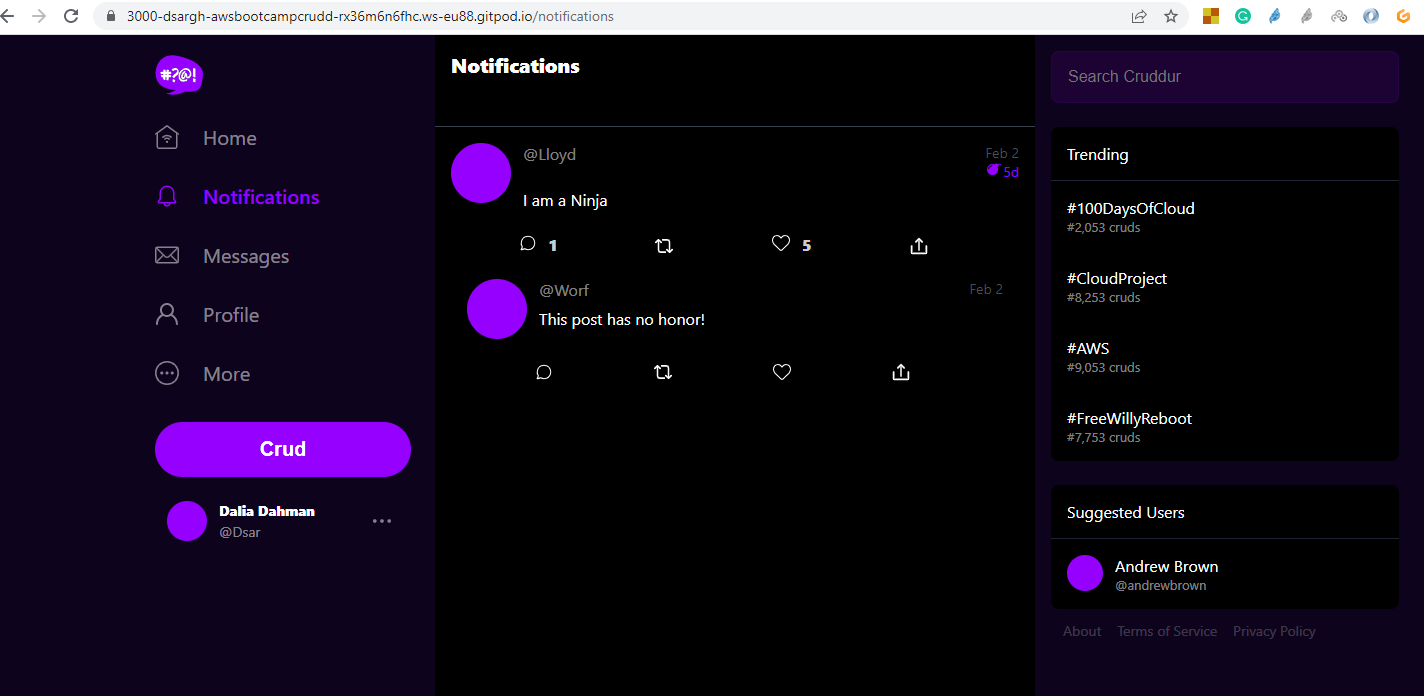 3000-dsargh-awsbootcampcrudd-rx36m6n6fhc.ws-eu88.gitpod.io/notifications
#?@!
Home
Notifications
Messages
Profile
More
Crud
Dalia Dahman
@Dsar
Notifications
@Lloyd
Feb 2
5d
I am a Ninja
1
5
@Worf
Feb 2
This post has no honor!
Search Cruddur
Trending
#100DaysOfCloud
#2,053 cruds
#CloudProject
#8,253 cruds
#AWS
#9,053 cruds
#FreeWillyReboot
#7,753 cruds
Suggested Users
Andrew Brown
@andrewbrown
About Terms of Service Privacy Policy